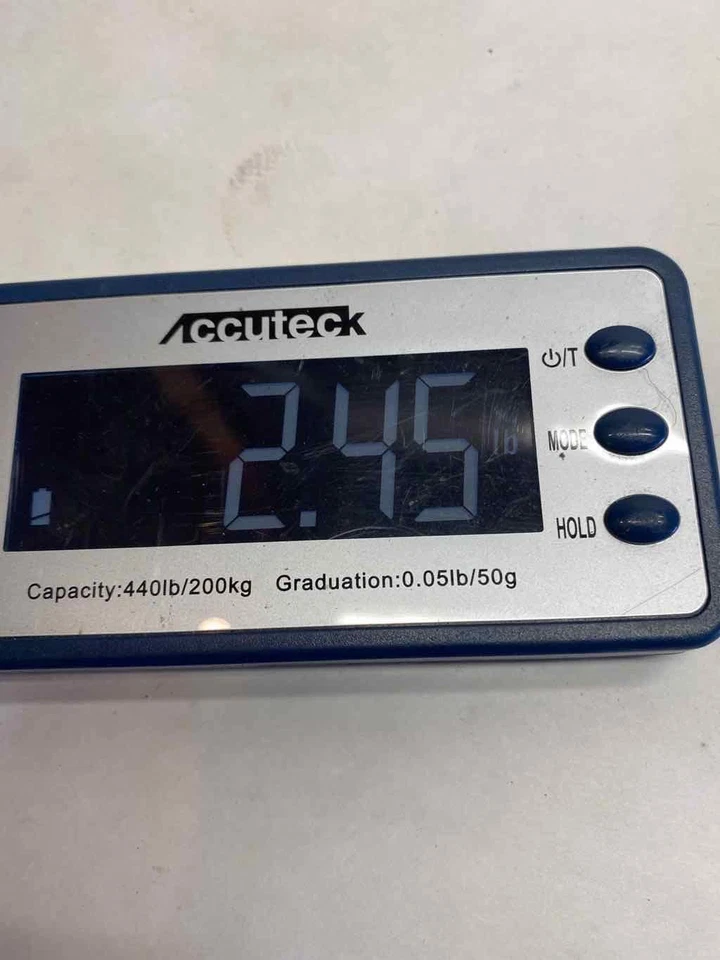 Accuteck
⏻/T
2.45 lb
MODE
HOLD
Capacity:440lb/200kg Graduation:0.05lb/50g